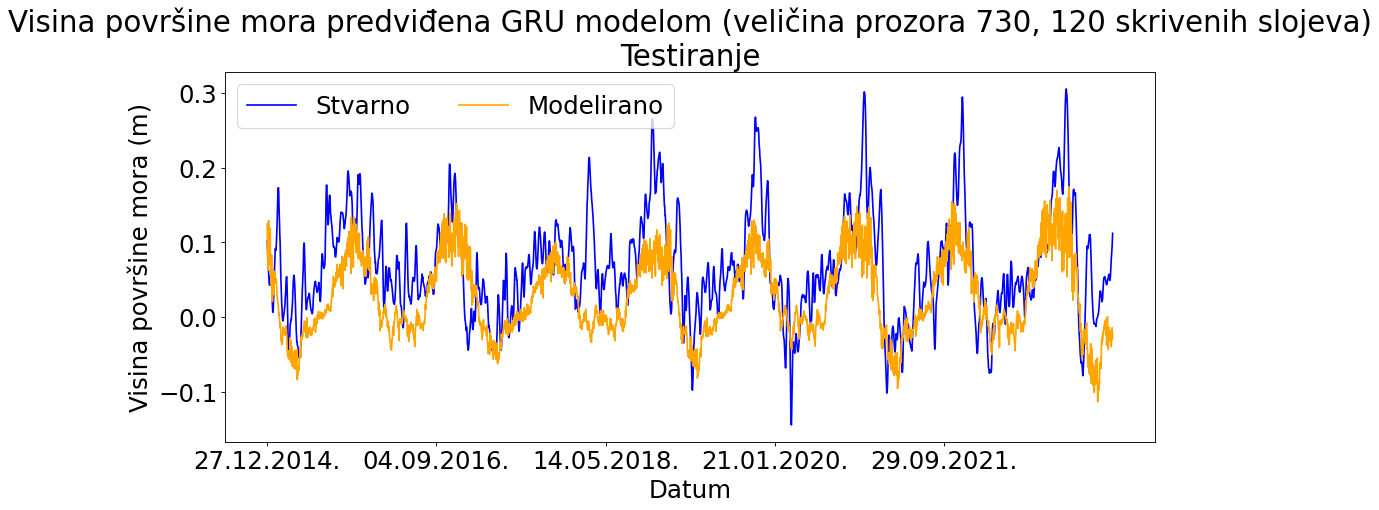 Visina površine mora predviđena GRU modelom (veličina prozora 730, 120 skrivenih slojeva)
Testiranje
Stvarno
Modelirano
Visina površine mora (m)
0.3
0.2
0.1
0.0
−0.1
27.12.2014.
04.09.2016.
14.05.2018.
21.01.2020.
29.09.2021.
Datum